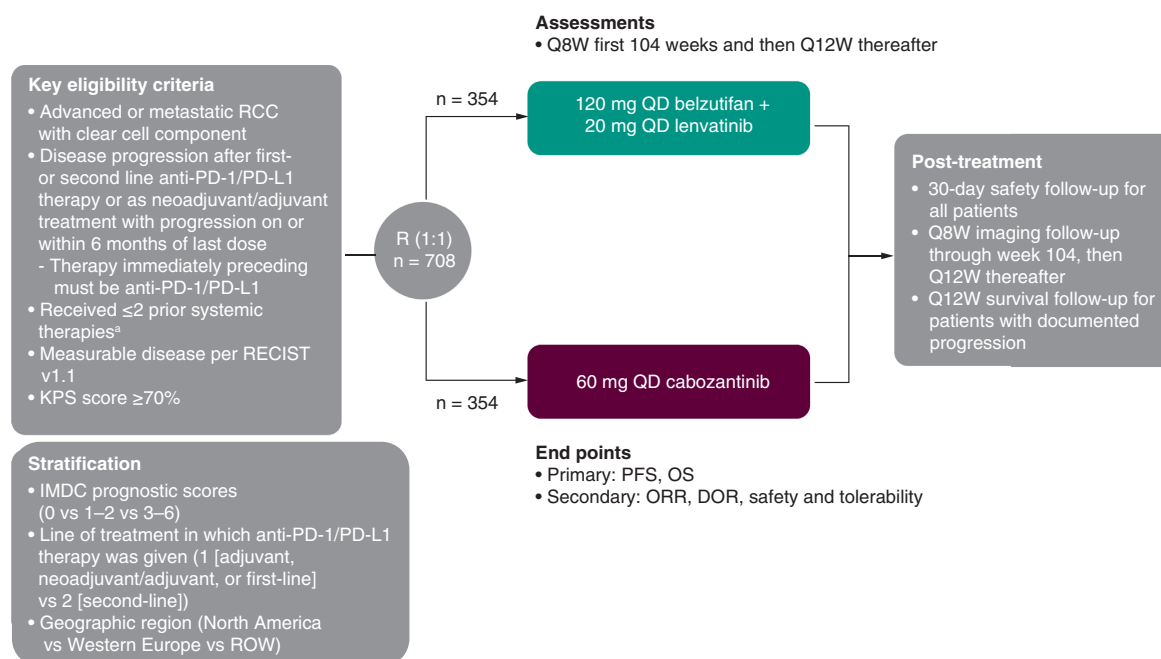 Assessments
• Q8W first 104 weeks and then Q12W thereafter
Key eligibility criteria
• Advanced or metastatic RCC
with clear cell component
• Disease progression after first-
or second line anti-PD-1/PD-L1
therapy or as neoadjuvant/adjuvant
treatment with progression on or
within 6 months of last dose
- Therapy immediately preceding
must be anti-PD-1/PD-L1
• Received ≤2 prior systemic
therapiesª
• Measurable disease per RECIST
v1.1
• KPS score ≥70%
Stratification
• IMDC prognostic scores
(0 vs 1–2 vs 3–6)
• Line of treatment in which anti-PD-1/PD-L1
therapy was given (1 [adjuvant,
neoadjuvant/adjuvant, or first-line]
vs 2 [second-line])
• Geographic region (North America
vs Western Europe vs ROW)
R (1:1)
n = 708
n = 354
120 mg QD belzutifan +
20 mg QD lenvatinib
n = 354
60 mg QD cabozantinib
End points
• Primary: PFS, OS
• Secondary: ORR, DOR, safety and tolerability
Post-treatment
• 30-day safety follow-up for
all patients
• Q8W imaging follow-up
through week 104, then
Q12W thereafter
• Q12W survival follow-up for
patients with documented
progression